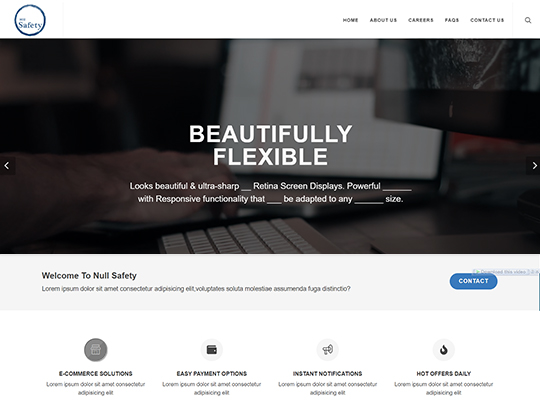 Safety
HOME ABOUT US CAREERS FAQS CONTACT US
BEAUTIFULLY
FLEXIBLE
Looks beautiful & ultra-sharp __ Retina Screen Displays. Powerful ______
with Responsive functionality that ___ be adapted to any ______ size.
Welcome To Null Safety
Lorem ipsum dolor sit amet consectetur adipisicing elit,voluptates soluta molestiae assumenda fuga distinctio?
Download this video
CONTACT
E-COMMERCE SOLUTIONS EASY PAYMENT OPTIONS INSTANT NOTIFICATIONS HOT OFFERS DAILY
Lorem ipsum dolor sit amet consectetur Lorem ipsum dolor sit amet consectetur Lorem ipsum dolor sit amet consectetur Lorem ipsum dolor sit amet consectetur
adipisicing elit adipisicing elit adipisicing elit adipisicing elit